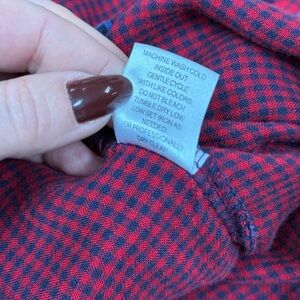 MACHINE WASH COLD
INSIDE OUT
GENTLE CYCLE
WITH LIKE COLORS
DO NOT BLEACH
TUMBLE DRY LOW
LOW SET IRON AS
NEEDED
OR PROFESSIONALLY
DRY CLEAN